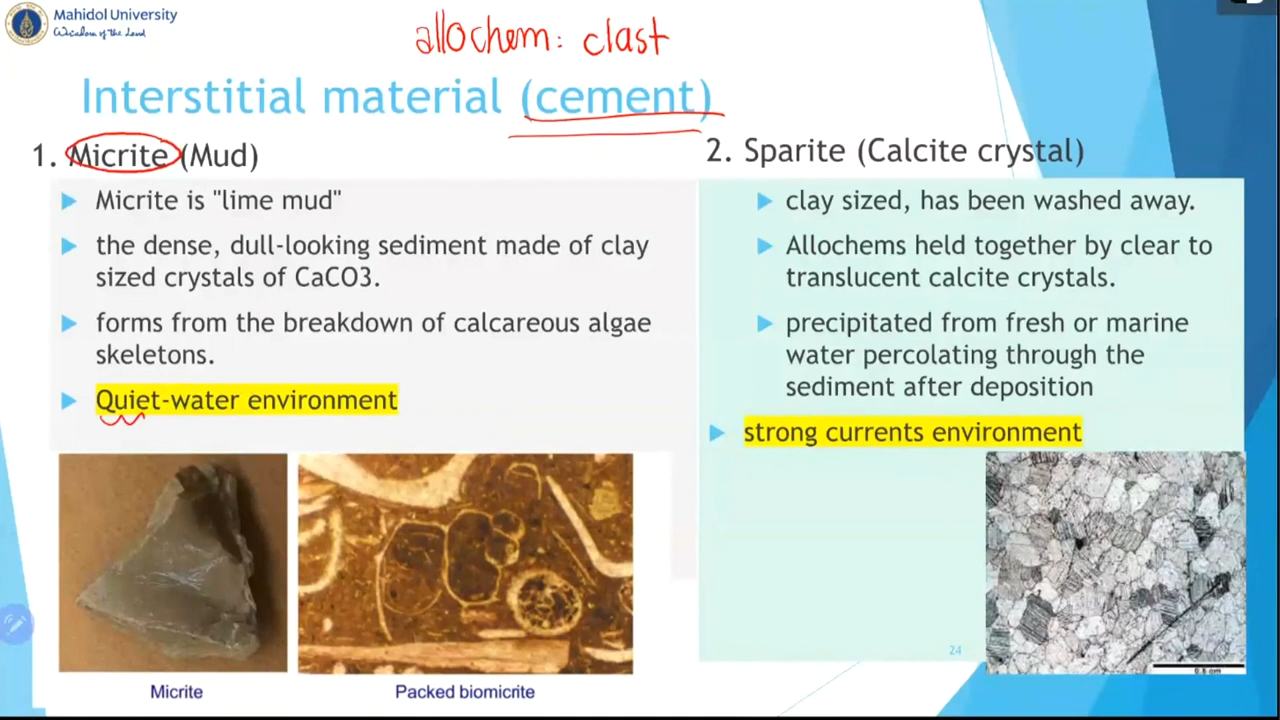 Mahidol University
Wisdom of the Land
allochem: clast
Interstitial material (cement)
1. Micrite (Mud)
Micrite is "lime mud"
the dense, dull-looking sediment made of clay
sized crystals of CaCO3.
forms from the breakdown of calcareous algae
skeletons.
Quiet-water environment
Micrite
Packed biomicrite
2. Sparite (Calcite crystal)
clay sized, has been washed away.
Allochems held together by clear to
translucent calcite crystals.
precipitated from fresh or marine
water percolating through the
sediment after deposition
strong currents environment
24
0.5 cm